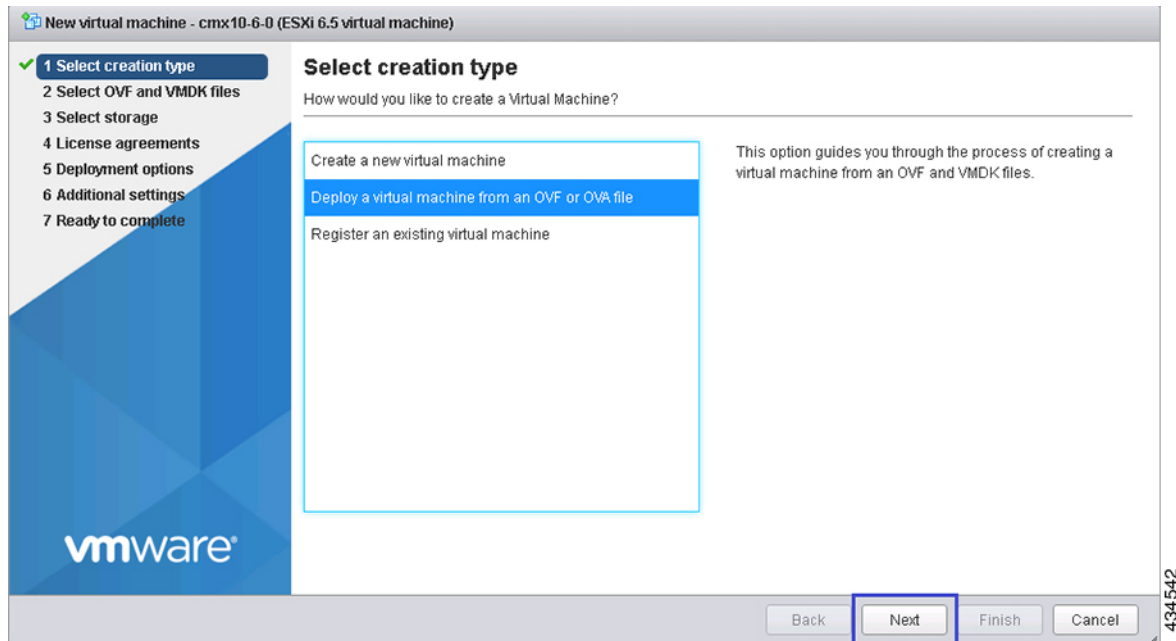 New virtual machine - cmx10-6-0 (ESXi 6.5 virtual machine)
1 Select creation type
2 Select OVF and VMDK files
3 Select storage
4 License agreements
5 Deployment options
6 Additional settings
7 Ready to complete
Select creation type
How would you like to create a Virtual Machine?
Create a new virtual machine
Deploy a virtual machine from an OVF or OVA file
Register an existing virtual machine
This option guides you through the process of creating a
virtual machine from an OVF and VMDK files.
vmware®
Back
Next
Finish
Cancel
434542